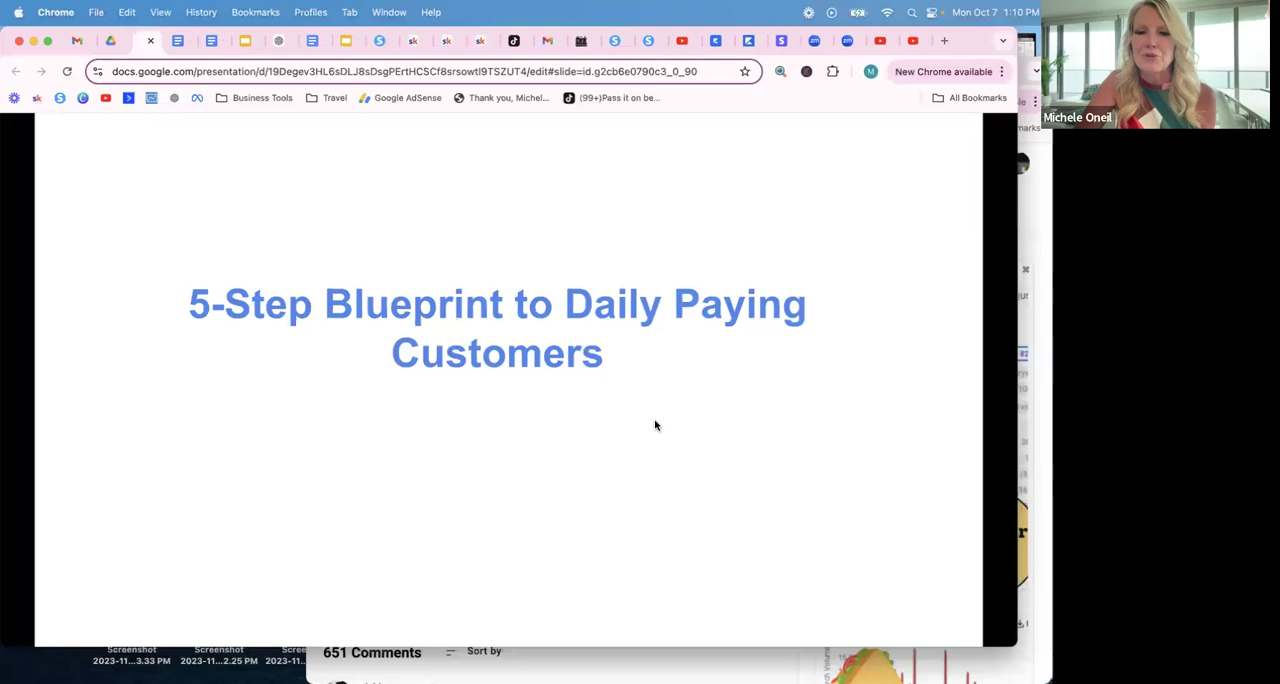 Chrome File Edit View History Bookmarks Profiles Tab Window Help
Mon Oct 7 1:10 PM
docs.google.com/presentation/d/19Degev3HL6sDLJ8sDsgPErtHCSCf8srsowtl9TSZUT4/edit#slide=id.g2cb6e0790c3_0_90
M
New Chrome available
Business Tools Travel Google AdSense Thank you, Michel... (99+)Pass it on be... All Bookmarks
Michele Oneil
5-Step Blueprint to Daily Paying
Customers
Screenshot Screenshot
2023-11...3.33 PM 2023-11...2.25 PM 2023-11...
651 Comments Sort by